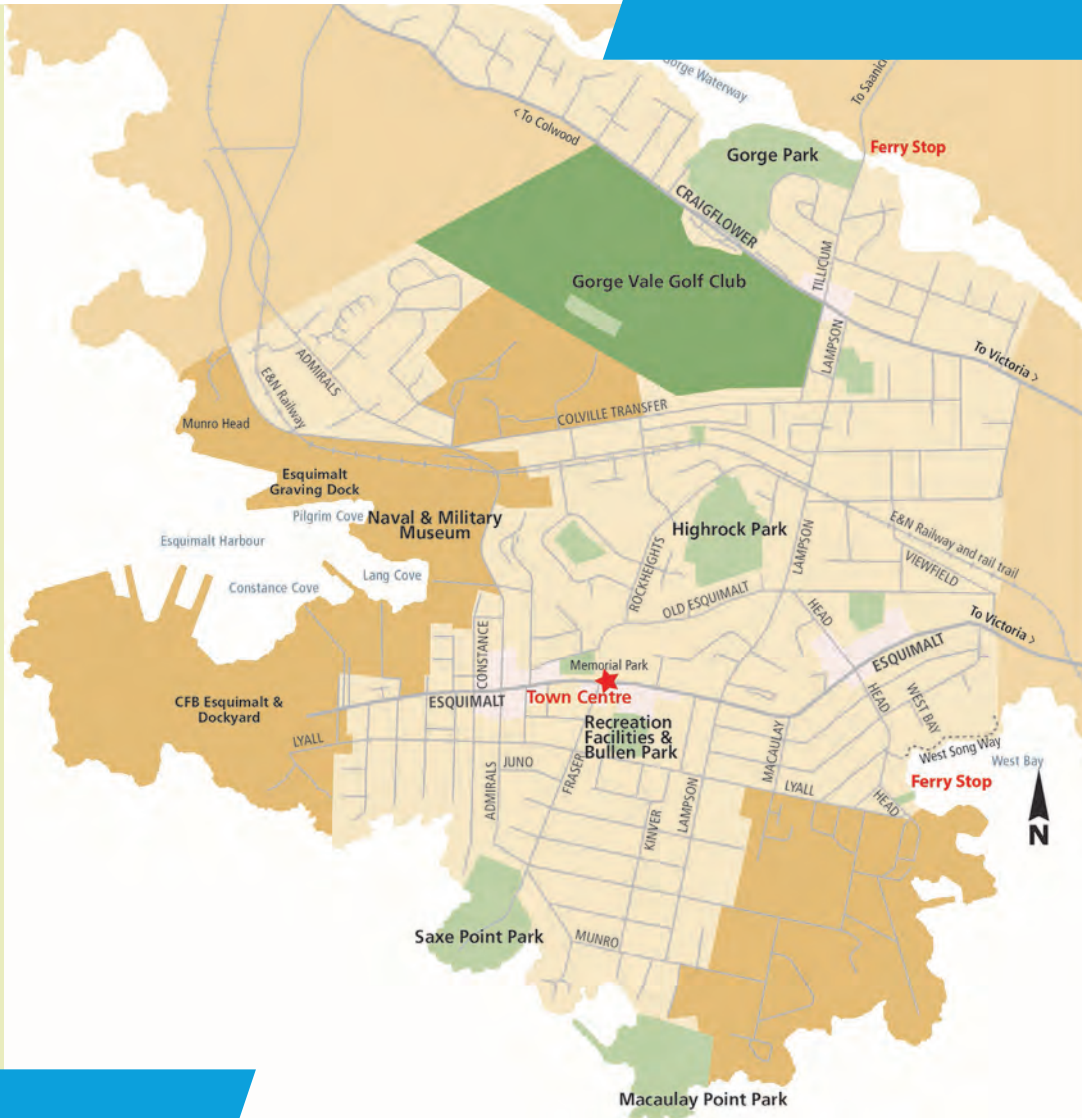 Gorge Waterway
To Saanich
< To Colwood
Gorge Park
Ferry Stop
CRAIGFLOWER
TILLICUM
Gorge Vale Golf Club
LAMPSON
To Victoria >
ADMIRALS
E&N Railway
COLVILLE TRANSFER
Munro Head
Esquimalt
Graving Dock
Pilgrim Cove
Naval & Military
Museum
Esquimalt Harbour
Constance Cove
Lang Cove
Highrock Park
ROCKHEIGHTS
LAMPSON
E&N Railway and rail trail
VIEWFIELD
OLD ESQUIMALT
HEAD
To Victoria >
CONSTANCE
Memorial Park
ESQUIMALT
CFB Esquimalt &
Dockyard
ESQUIMALT
Town Centre
HEAD
WEST BAY
Recreation
Facilities &
Bullen Park
LYALL
West Song Way
West Bay
JUNO
FRASER
MACAULAY
Ferry Stop
ADMIRALS
LYALL
HEAD
KINVER
LAMPSON
N
Saxe Point Park
MUNRO
Macaulay Point Park